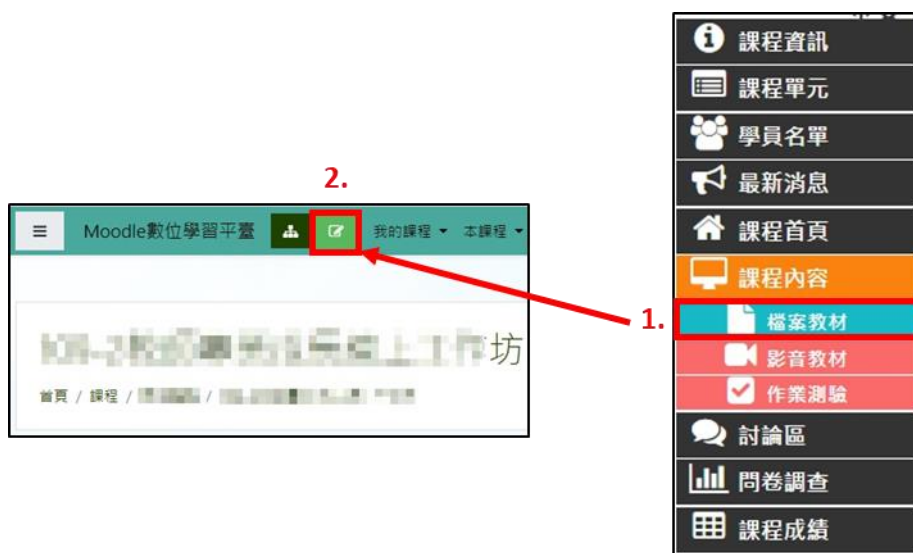 2.
Moodle數位學習平臺 我的課程 本課程
坊
首頁 / 課程 / /
1.
課程資訊
課程單元
學員名單
最新消息
課程首頁
課程內容
檔案教材
影音教材
作業測驗
討論區
問卷調查
課程成績